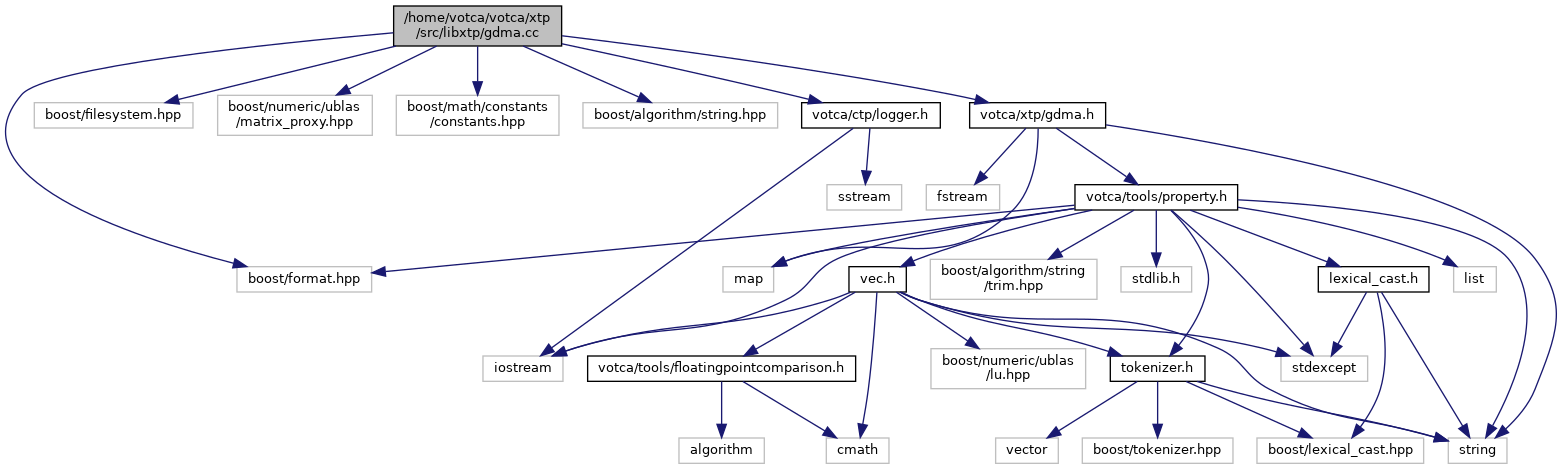 /home/votca/votca/xtp
/src/libxtp/gdma.cc
boost/filesystem.hpp
boost/numeric/ublas
/matrix_proxy.hpp
boost/math/constants
/constants.hpp
boost/algorithm/string.hpp
votca/ctp/logger.h
votca/xtp/gdma.h
sstream
fstream
votca/tools/property.h
boost/format.hpp
map
vec.h
boost/algorithm/string
/trim.hpp
stdlib.h
lexical_cast.h
list
iostream
votca/tools/floatingpointcomparison.h
boost/numeric/ublas
/lu.hpp
tokenizer.h
stdexcept
algorithm
cmath
vector
boost/tokenizer.hpp
boost/lexical_cast.hpp
string